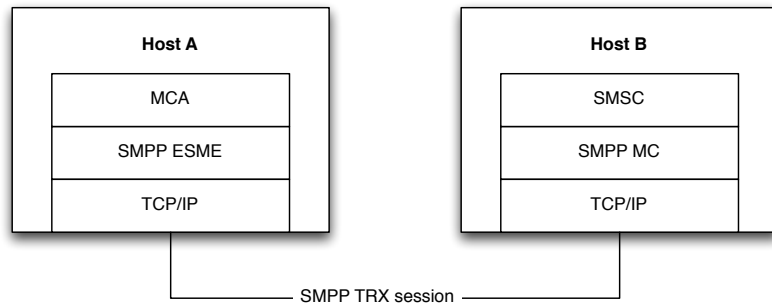 Host A
MCA
SMPP ESME
TCP/IP
Host B
SMSC
SMPP MC
TCP/IP
SMPP TRX session